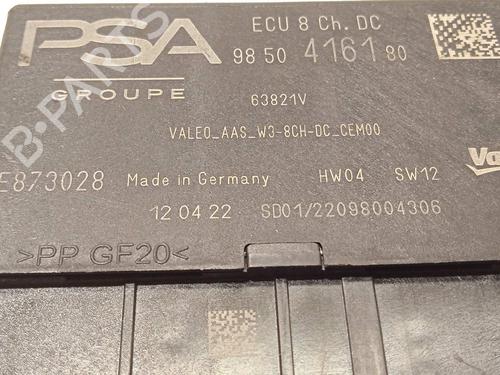 PSA
GROUPE
ECU 8 Ch. DC
98 50 4161 80
63821V
VALEO_AAS_W3-8CH-DC_CEM00
E873028 Made in Germany HW04 SW12
12 04 22 SD01/22098004306
>PP GF20<